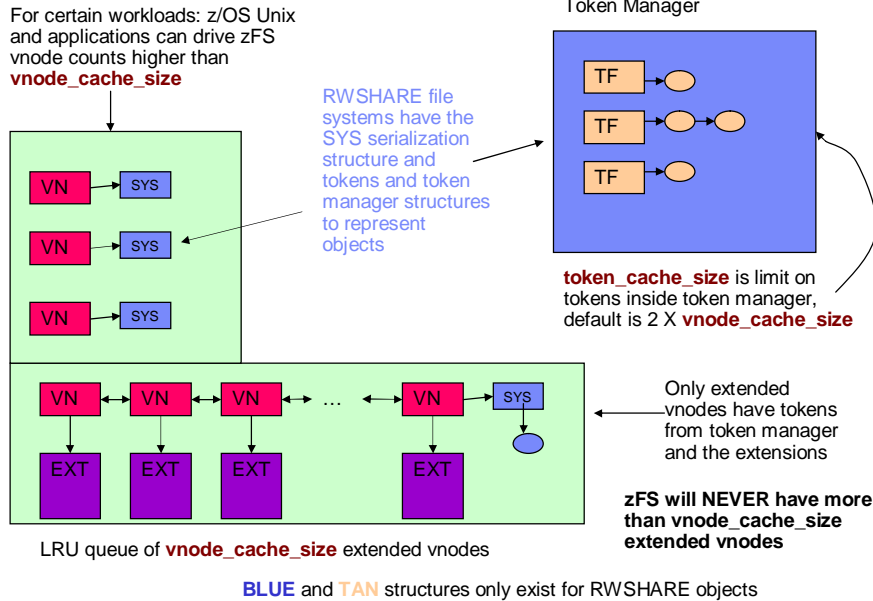 For certain workloads: z/OS Unix
and applications can drive zFS
vnode counts higher than
vnode_cache_size
Token Manager
TF
TF
TF
RWSHARE file
systems have the
SYS serialization
structure and
tokens and token
manager structures
to represent
objects
VN
SYS
VN
SYS
VN
SYS
token_cache_size is limit on
tokens inside token manager,
default is 2 X vnode_cache_size
VN
VN
VN
...
VN
SYS
EXT
EXT
EXT
EXT
Only extended
vnodes have tokens
from token manager
and the extensions
zFS will NEVER have more
than vnode_cache_size
extended vnodes
LRU queue of vnode_cache_size extended vnodes
BLUE and TAN structures only exist for RWSHARE objects